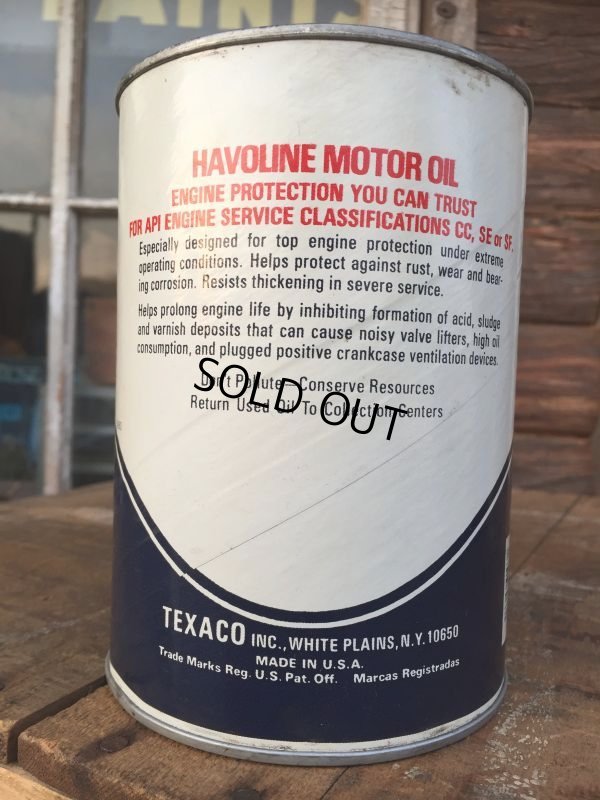 PAINTS
HAVOLINE MOTOR OIL
ENGINE PROTECTION YOU CAN TRUST
FOR API ENGINE SERVICE CLASSIFICATIONS CC, SE or SF.
Especially designed for top engine protection under extreme
operating conditions. Helps protect against rust, wear and bear-
ing corrosion. Resists thickening in severe service.
Helps prolong engine life by inhibiting formation of acid, sludge
and varnish deposits that can cause noisy valve lifters, high oil
consumption, and plugged positive crankcase ventilation devices.
Don't Pollute, Conserve Resources
SOLD OUT
Return Used Oil To Collection Centers
TEXACO INC., WHITE PLAINS, N.Y. 10650
MADE IN U.S.A.
Trade Marks Reg. U.S. Pat. Off. Marcas Registradas